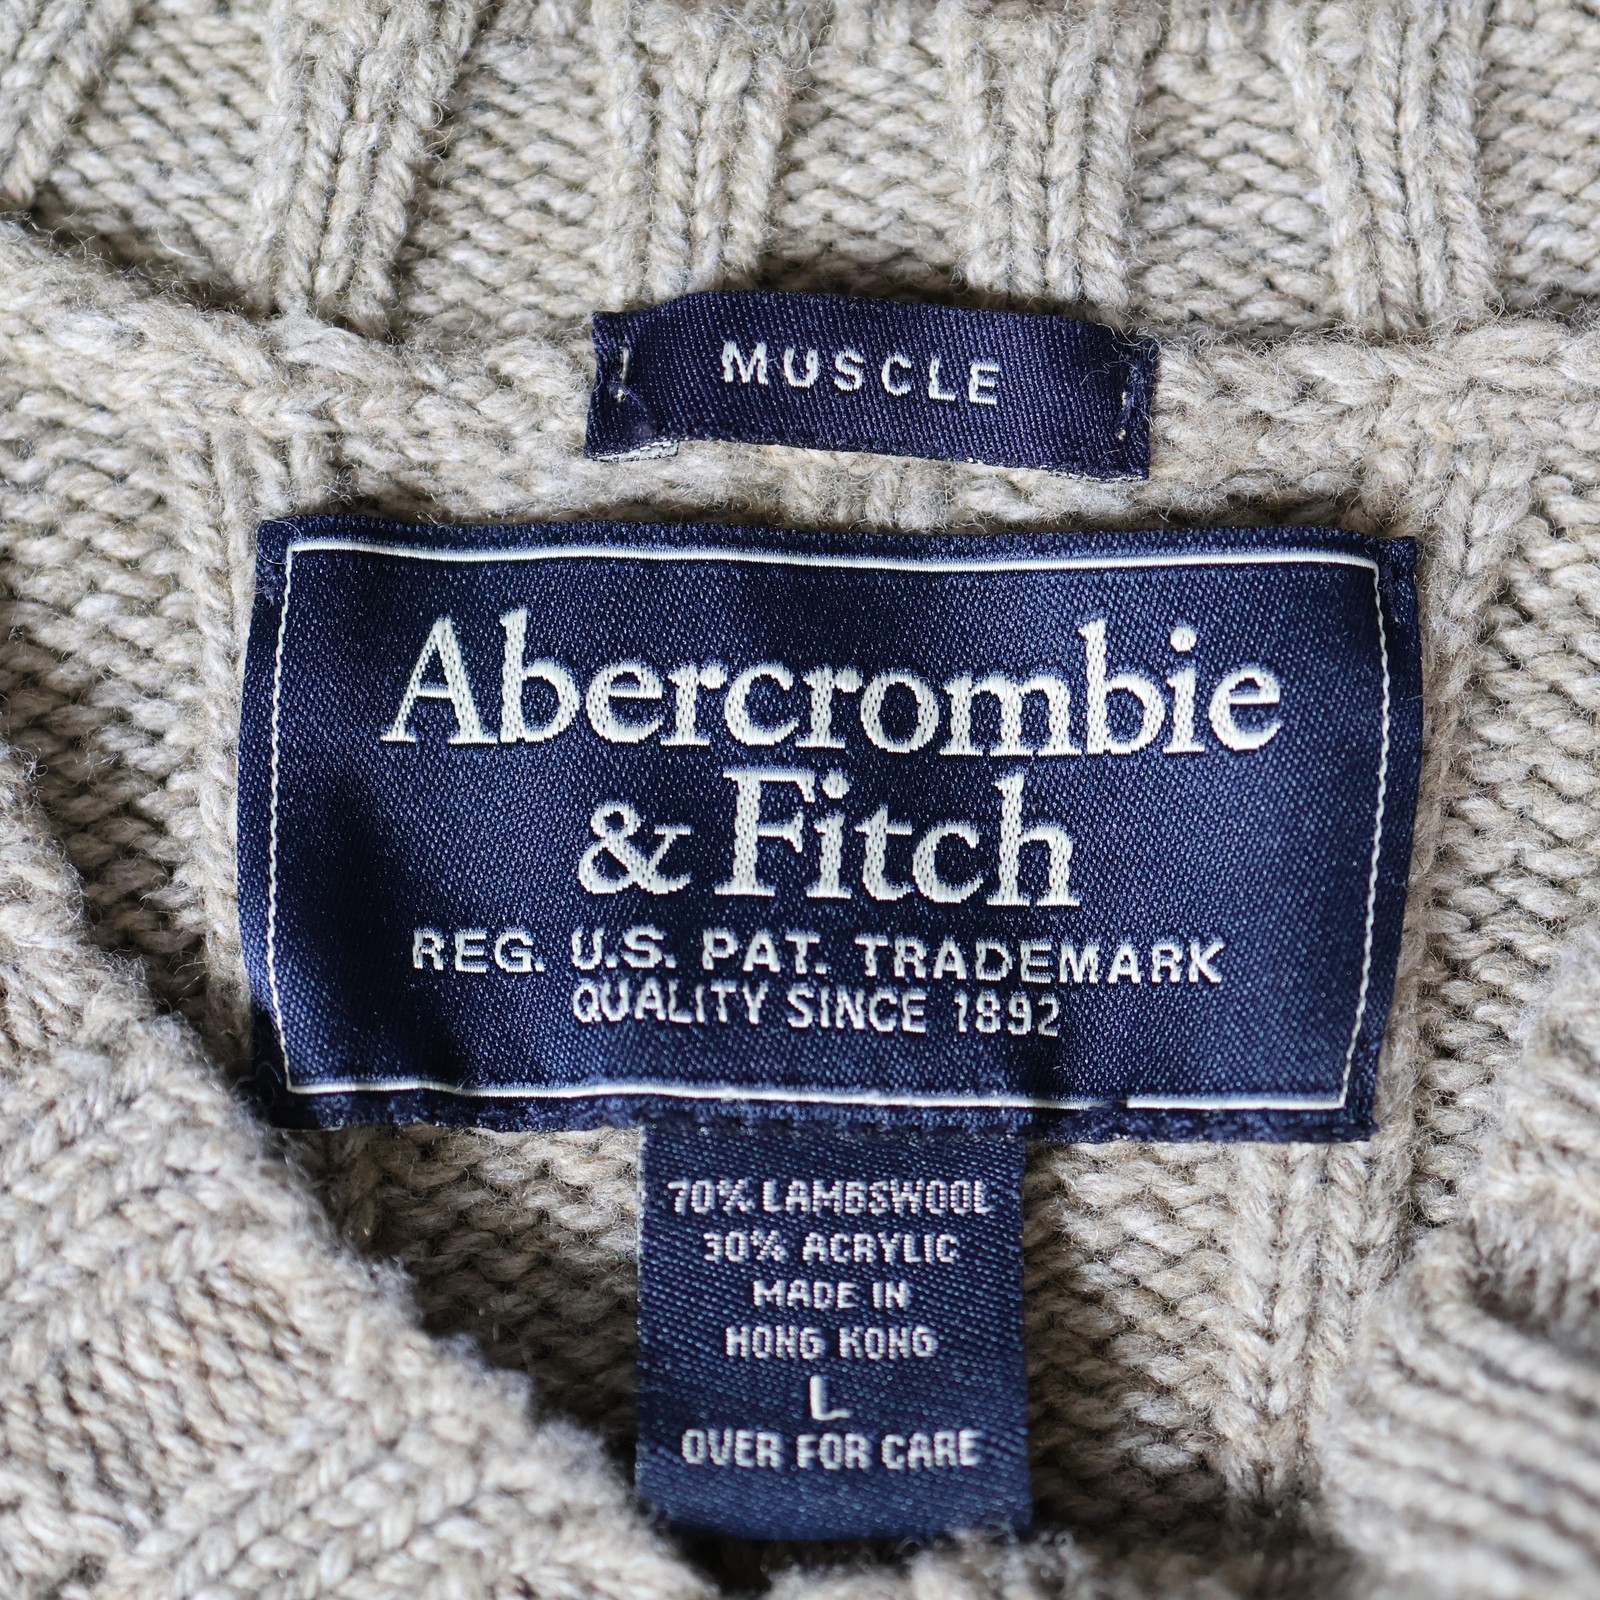 MUSCLE
Abercrombie
& Fitch
REG. U.S. PAT. TRADEMARK
QUALITY SINCE 1892
70% LAMBSWOOL
30% ACRYLIC
MADE IN
HONG KONG
L
OVER FOR CARE